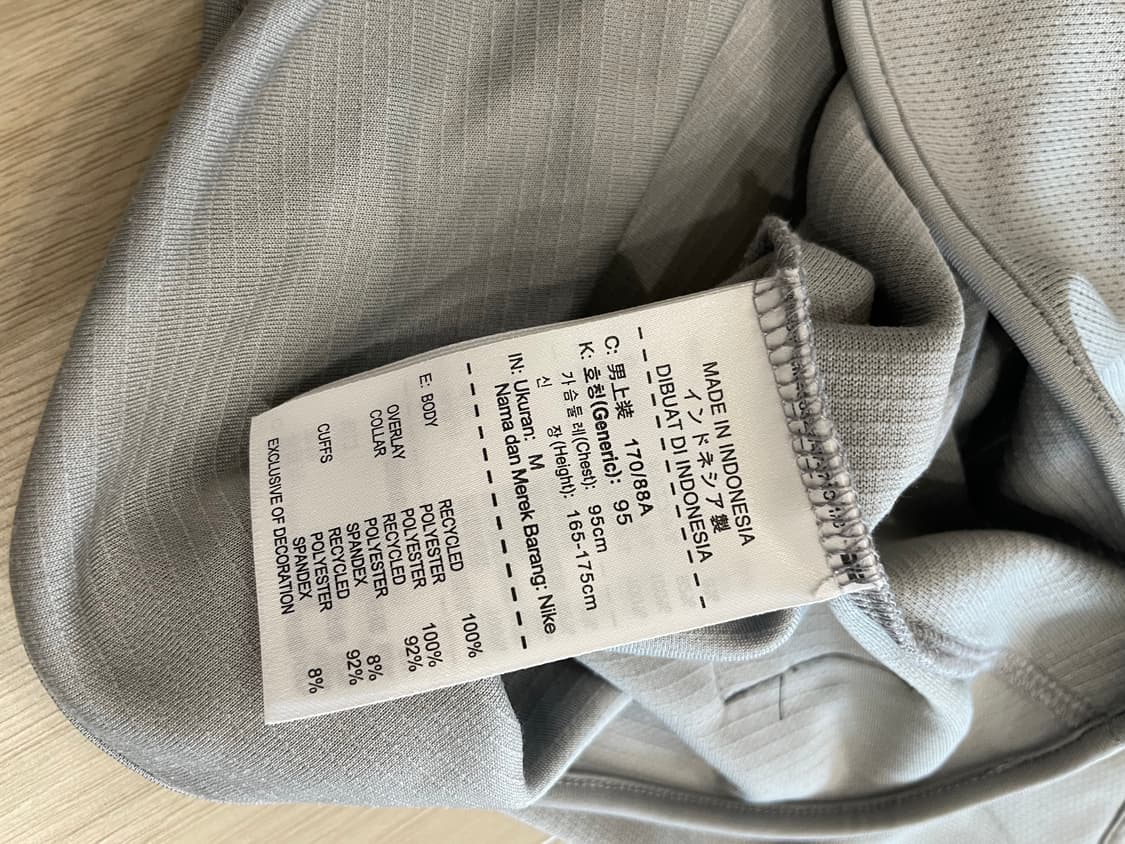 MADE IN INDONESIA
インドネシア製
DIBUAT DI INDONESIA
C: 男上装 170/88A
K: 호칭(Generic): 95
가슴둘레(Chest): 95cm
신 장(Height): 165-175cm
IN: Ukuran: M
Nama dan Merek Barang: Nike
E: BODY RECYCLED POLYESTER 100%
OVERLAY POLYESTER 100%
COLLAR RECYCLED POLYESTER 92%
SPANDEX 8%
CUFFS RECYCLED POLYESTER 92%
SPANDEX 8%
EXCLUSIVE OF DECORATION